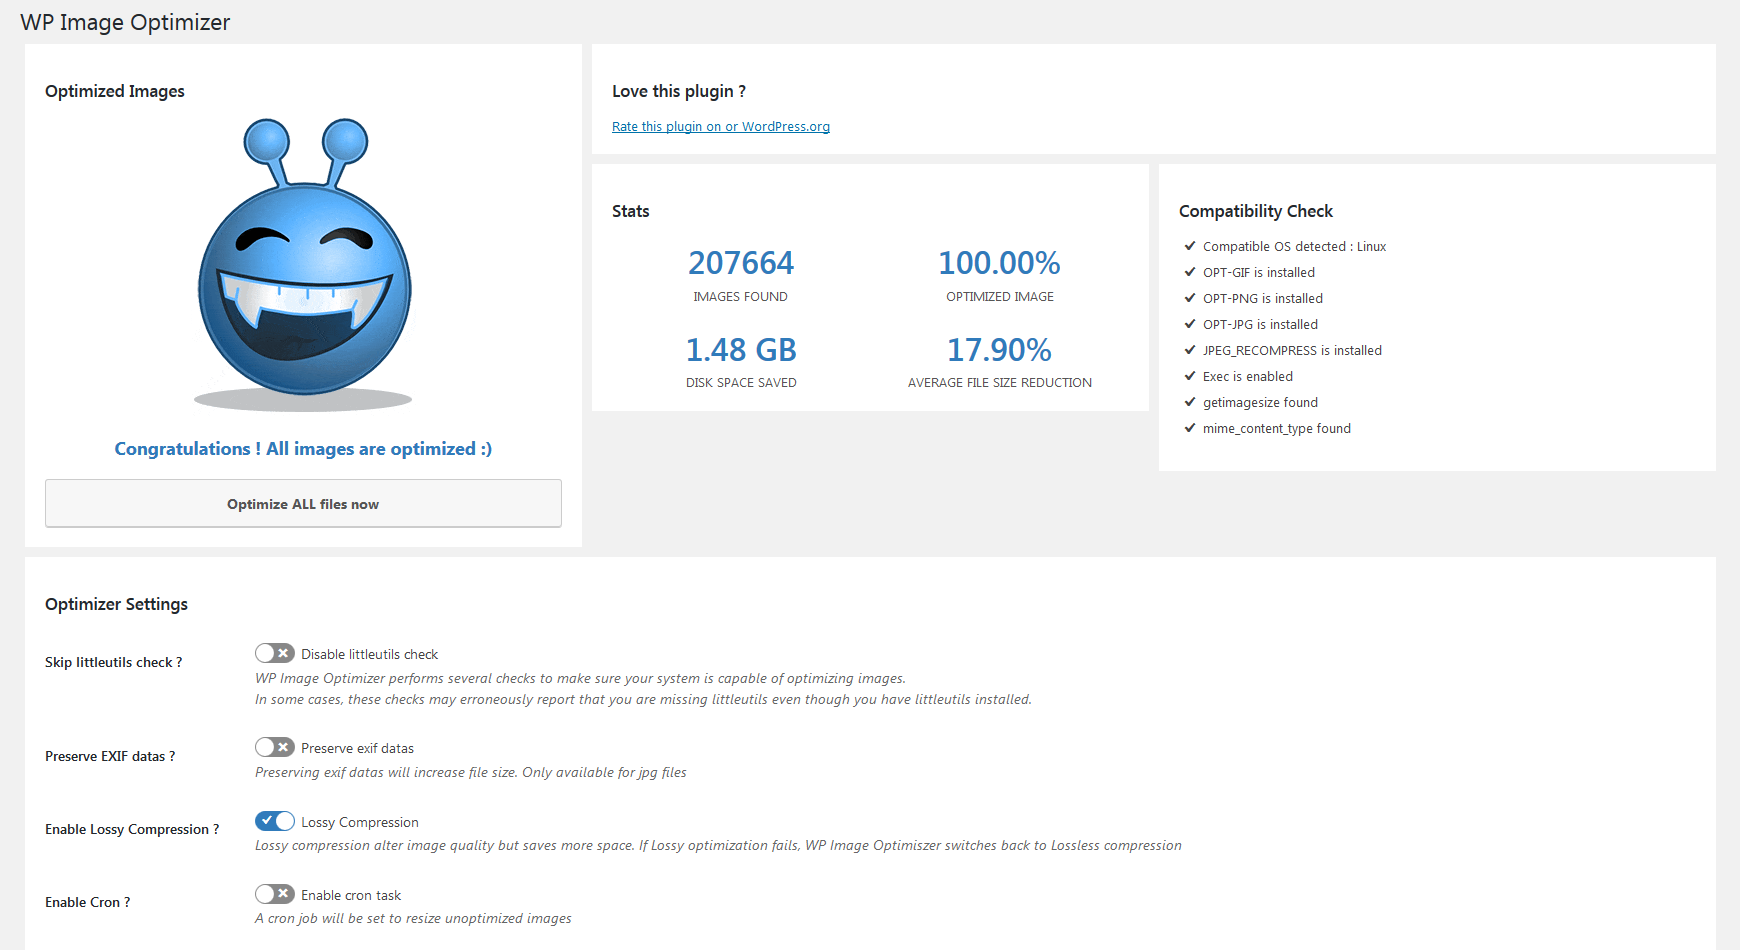 WP Image Optimizer
Optimized Images
Congratulations ! All images are optimized :)
Optimize ALL files now
Love this plugin ?
Rate this plugin on or WordPress.org
Stats
207664
IMAGES FOUND
100.00%
OPTIMIZED IMAGE
1.48 GB
DISK SPACE SAVED
17.90%
AVERAGE FILE SIZE REDUCTION
Compatibility Check
Compatible OS detected : Linux
OPT-GIF is installed
OPT-PNG is installed
OPT-JPG is installed
JPEG_RECOMPRESS is installed
Exec is enabled
getimagesize found
mime_content_type found
Optimizer Settings
Skip littleutils check ?
Disable littleutils check
WP Image Optimizer performs several checks to make sure your system is capable of optimizing images.
In some cases, these checks may erroneously report that you are missing littleutils even though you have littleutils installed.
Preserve EXIF datas ?
Preserve exif datas
Preserving exif datas will increase file size. Only available for jpg files
Enable Lossy Compression ?
Lossy Compression
Lossy compression alter image quality but saves more space. If Lossy optimization fails, WP Image Optimiszer switches back to Lossless compression
Enable Cron ?
Enable cron task
A cron job will be set to resize unoptimized images